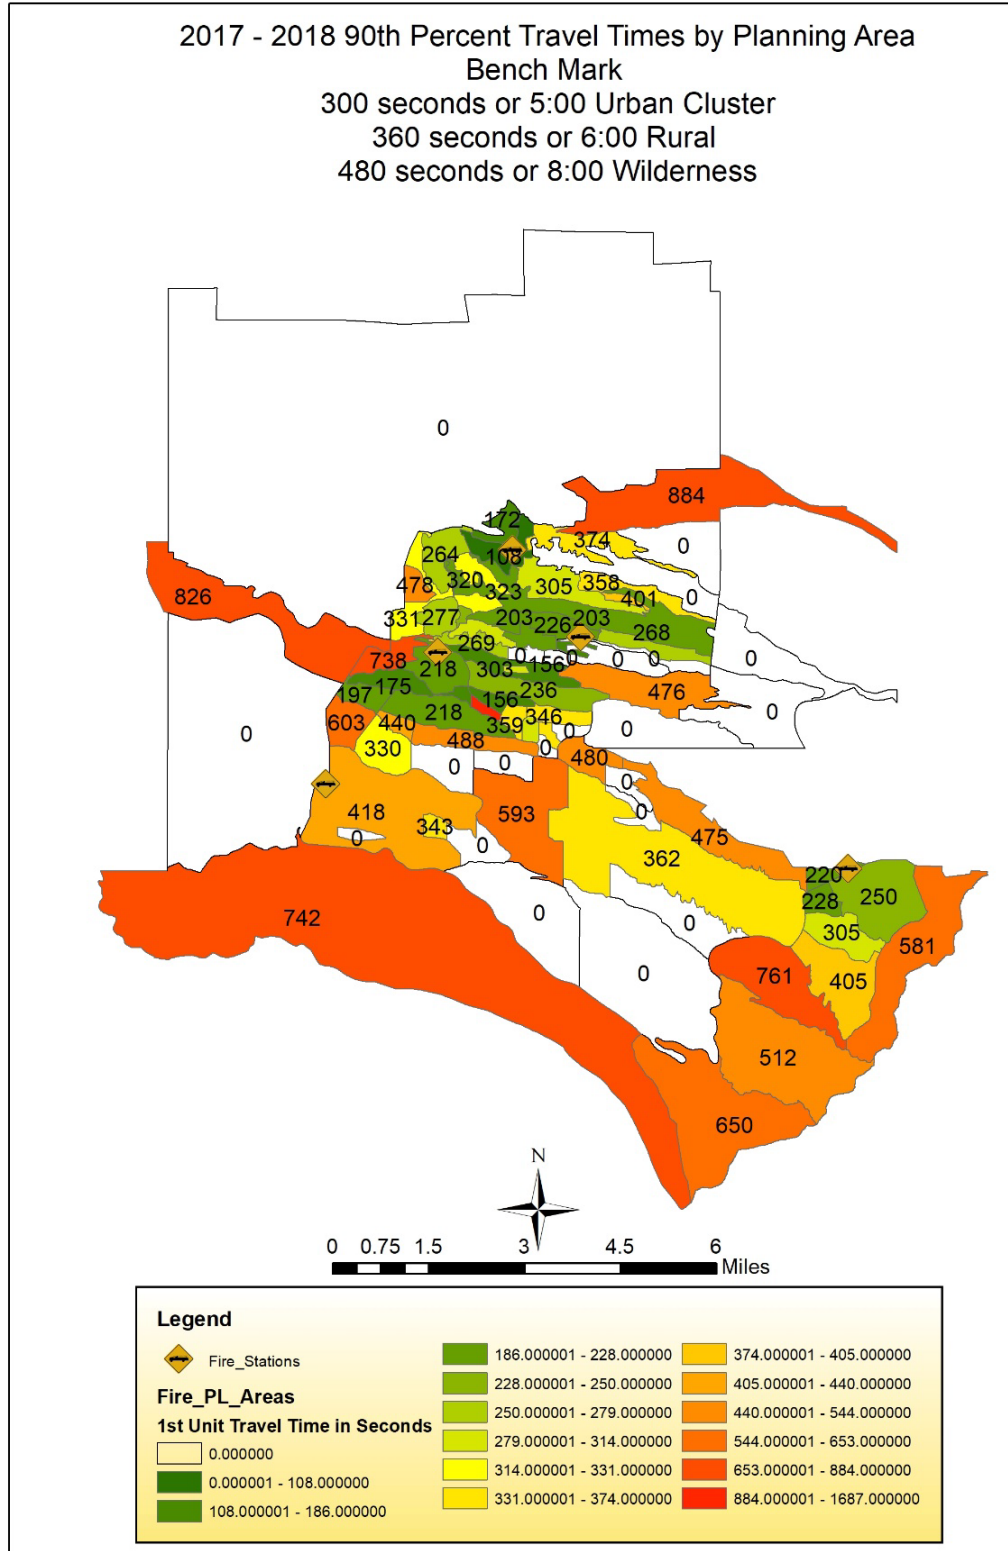 2017 - 2018 90th Percent Travel Times by Planning Area
Bench Mark
300 seconds or 5:00 Urban Cluster
360 seconds or 6:00 Rural
480 seconds or 8:00 Wilderness
0
884
172
374
0
108
264
358
320
305
478
323
401
826
0
331
277
203
226
203
268
269
0
0
0
0
0
738
218
303
156
175
236
476
197
156
0
218
346
603
440
359
0
0
488
330
0
480
0
0
0
0
593
418
343
475
0
0
362
220
228
250
742
0
0
305
581
0
761
405
512
650
N
0 0.75 1.5 3 4.5 6
Miles
Legend
Fire_Stations
Fire_PL_Areas
1st Unit Travel Time in Seconds
0.000000
0.000001 - 108.000000
108.000001 - 186.000000
186.000001 - 228.000000
228.000001 - 250.000000
250.000001 - 279.000000
279.000001 - 314.000000
314.000001 - 331.000000
331.000001 - 374.000000
374.000001 - 405.000000
405.000001 - 440.000000
440.000001 - 544.000000
544.000001 - 653.000000
653.000001 - 884.000000
884.000001 - 1687.000000